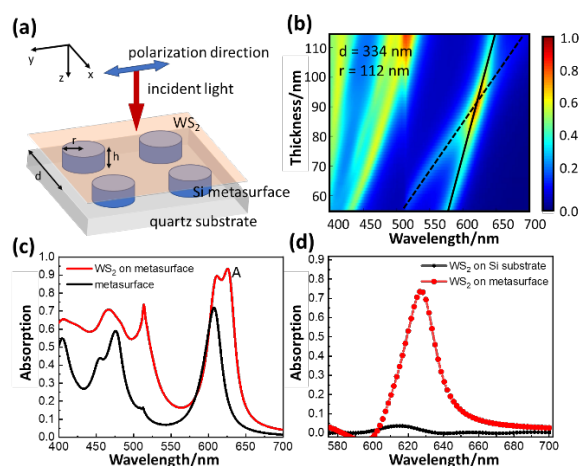 (a)
y
x
z
polarization direction
incident light
WS2
r
h
d
Si metasurface
quartz substrate
(b)
d = 334 nm
r = 112 nm
Thickness/nm
110
100
90
80
70
60
400 450 500 550 600 650 700
Wavelength/nm
1.0
0.8
0.6
0.4
0.2
0.0
(c)
WS2 on metasurface
metasurface
A
Absorption
1.0
0.9
0.8
0.7
0.6
0.5
0.4
0.3
0.2
0.1
0.0
400 450 500 550 600 650 700
Wavelength/nm
(d)
WS2 on Si substrate
WS2 on metasurface
Absorption
0.9
0.8
0.7
0.6
0.5
0.4
0.3
0.2
0.1
0.0
580 600 620 640 660 680 700
Wavelength/nm